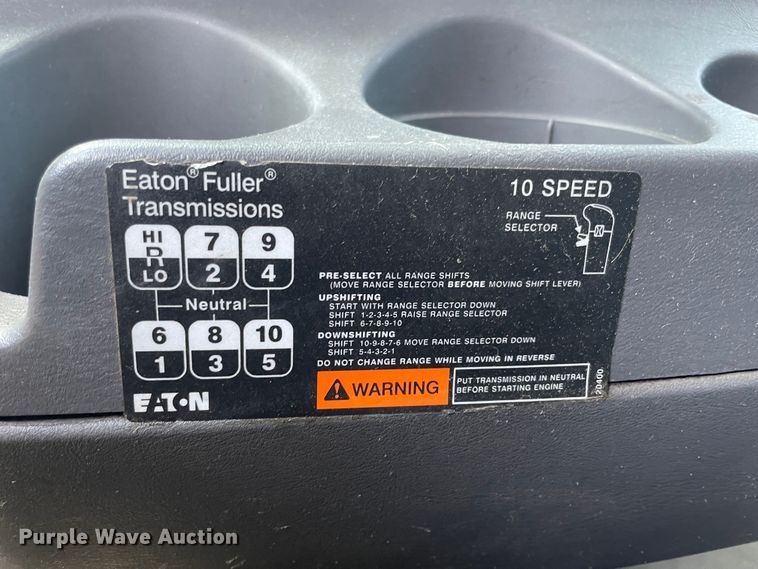 Eaton® Fuller®
Transmissions
10 SPEED
RANGE
SELECTOR
HI 7 9
R
LO 2 4
Neutral
6 8 10
1 3 5
PRE-SELECT ALL RANGE SHIFTS
(MOVE RANGE SELECTOR BEFORE MOVING SHIFT LEVER)
UPSHIFTING
START WITH RANGE SELECTOR DOWN
SHIFT 1-2-3-4-5 RAISE RANGE SELECTOR
SHIFT 6-7-8-9-10
DOWNSHIFTING
SHIFT 10-9-8-7-6 MOVE RANGE SELECTOR DOWN
SHIFT 5-4-3-2-1
DO NOT CHANGE RANGE WHILE MOVING IN REVERSE
WARNING
PUT TRANSMISSION IN NEUTRAL
BEFORE STARTING ENGINE
EATON
20400
Purple Wave Auction